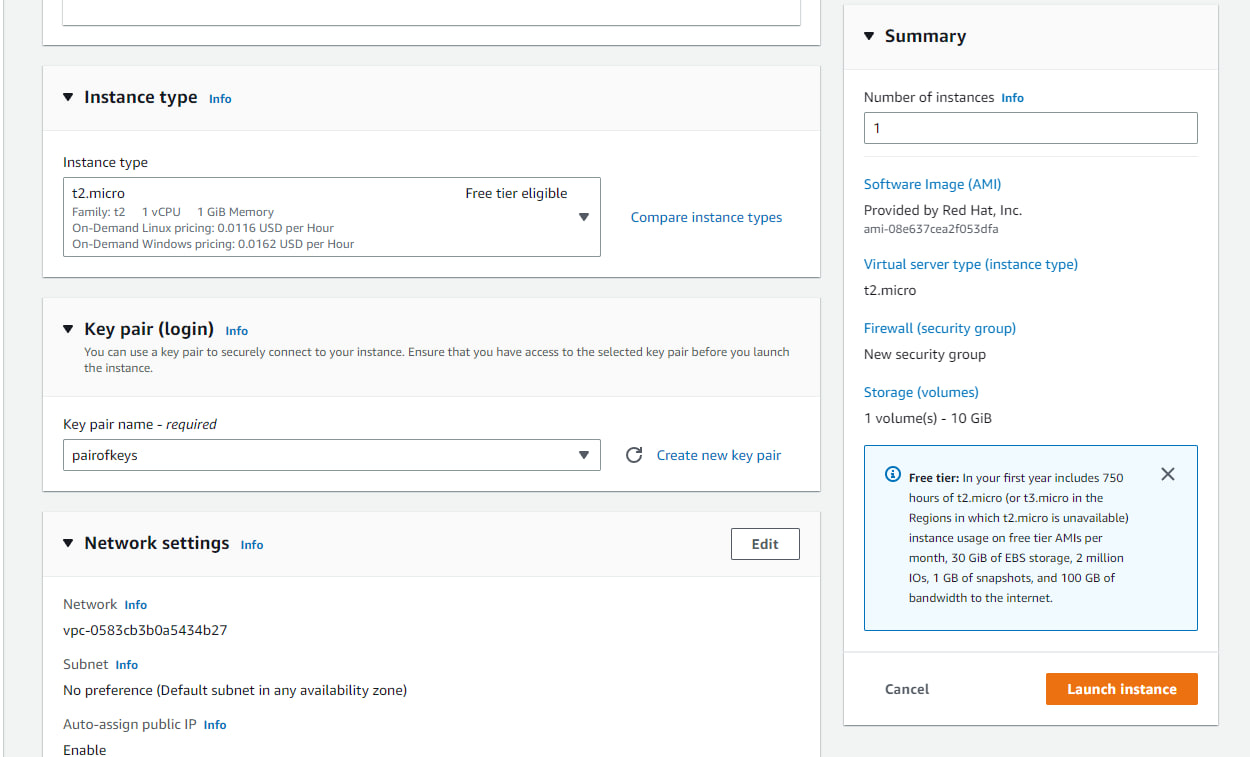 Instance type Info
Instance type
t2.micro Free tier eligible
Family: t2 1 vCPU 1 GiB Memory
On-Demand Linux pricing: 0.0116 USD per Hour
On-Demand Windows pricing: 0.0162 USD per Hour
Compare instance types
Key pair (login) Info
You can use a key pair to securely connect to your instance. Ensure that you have access to the selected key pair before you launch
the instance.
Key pair name - required
pairofkeys
Create new key pair
Network settings Info
Edit
Network Info
vpc-0583cb3b0a5434b27
Subnet Info
No preference (Default subnet in any availability zone)
Auto-assign public IP Info
Enable
Summary
Number of instances Info
1
Software Image (AMI)
Provided by Red Hat, Inc.
ami-08e637cea2f053dfa
Virtual server type (instance type)
t2.micro
Firewall (security group)
New security group
Storage (volumes)
1 volume(s) - 10 GiB
Free tier: In your first year includes 750
hours of t2.micro (or t3.micro in the
Regions in which t2.micro is unavailable)
instance usage on free tier AMIs per
month, 30 GiB of EBS storage, 2 million
IOs, 1 GB of snapshots, and 100 GB of
bandwidth to the internet.
Cancel
Launch instance